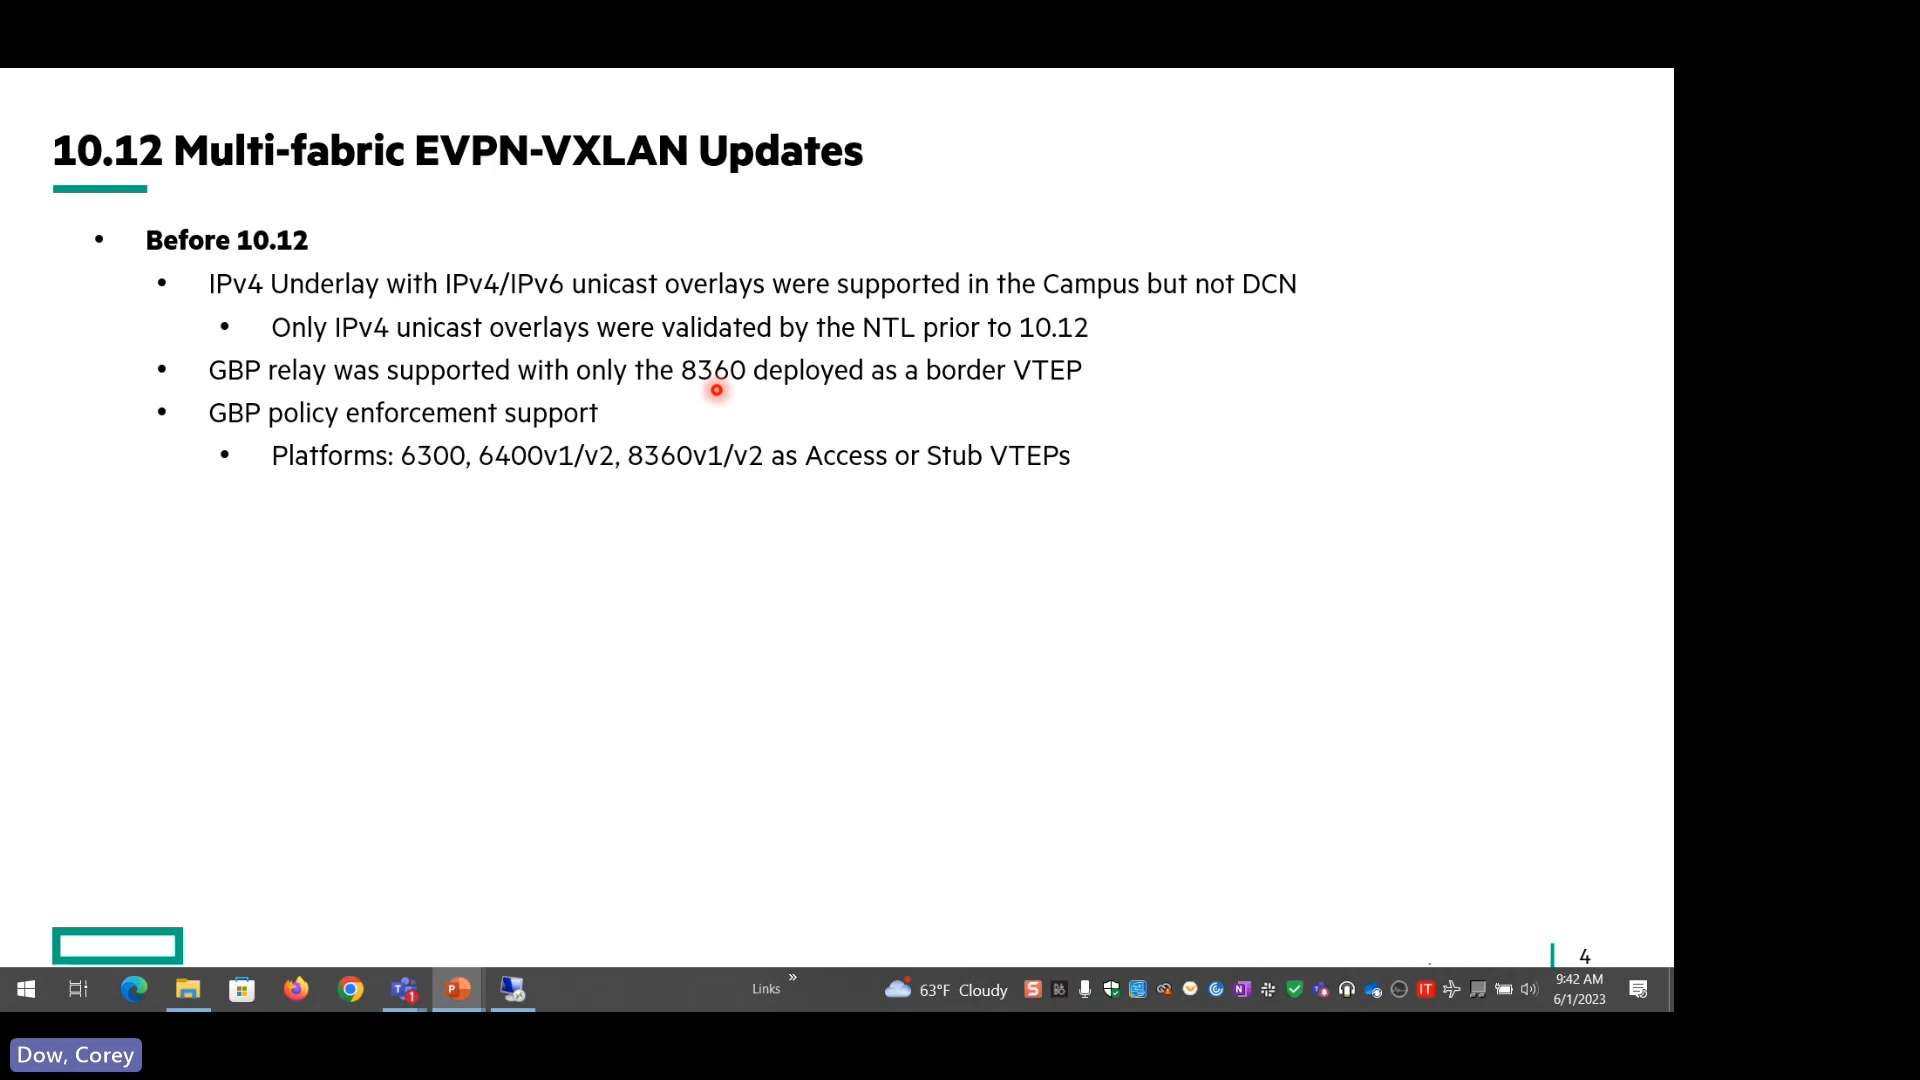 10.12 Multi-fabric EVPN-VXLAN Updates
• Before 10.12
• IPv4 Underlay with IPv4/IPv6 unicast overlays were supported in the Campus but not DCN
• Only IPv4 unicast overlays were validated by the NTL prior to 10.12
• GBP relay was supported with only the 8360 deployed as a border VTEP
• GBP policy enforcement support
• Platforms: 6300, 6400v1/v2, 8360v1/v2 as Access or Stub VTEPs
4
Links » 63°F Cloudy 9:42 AM
6/1/2023
Dow, Corey